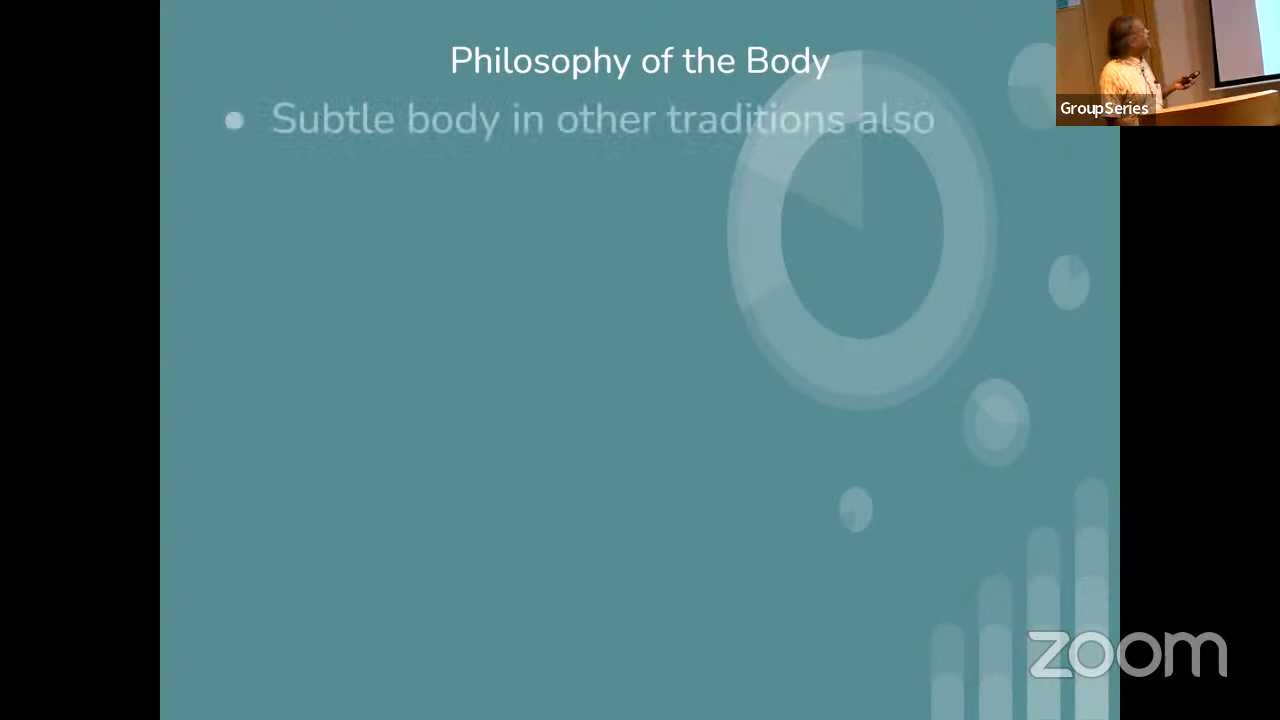 Philosophy of the Body
• Subtle body in other traditions also
GroupSeries
zoom